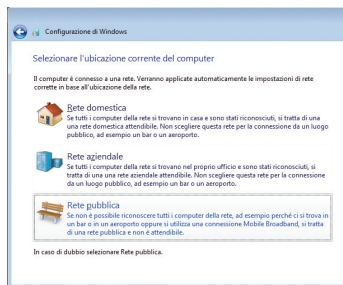 Configurazione di Windows
Selezionare l'ubicazione corrente del computer
Il computer è connesso a una rete. Verranno applicate automaticamente le impostazioni di rete
corrette in base all'ubicazione della rete.
Rete domestica
Se tutti i computer della rete si trovano in casa e sono stati riconosciuti, si tratta di una
una rete domestica attendibile. Non scegliere questa rete per la connessione da un luogo
pubblico, ad esempio un bar o un aeroporto.
Rete aziendale
Se tutti i computer della rete si trovano nel proprio ufficio e sono stati riconosciuti, si
tratta di una una rete aziendale attendibile. Non scegliere questa rete per la connessione
da un luogo pubblico, ad esempio un bar o un aeroporto.
Rete pubblica
Se non è possibile riconoscere tutti i computer della rete, ad esempio perché ci si trova in
un bar o in un aeroporto oppure si utilizza una connessione Mobile Broadband, si tratta
di una rete pubblica e non è attendibile.
In caso di dubbio selezionare Rete pubblica.